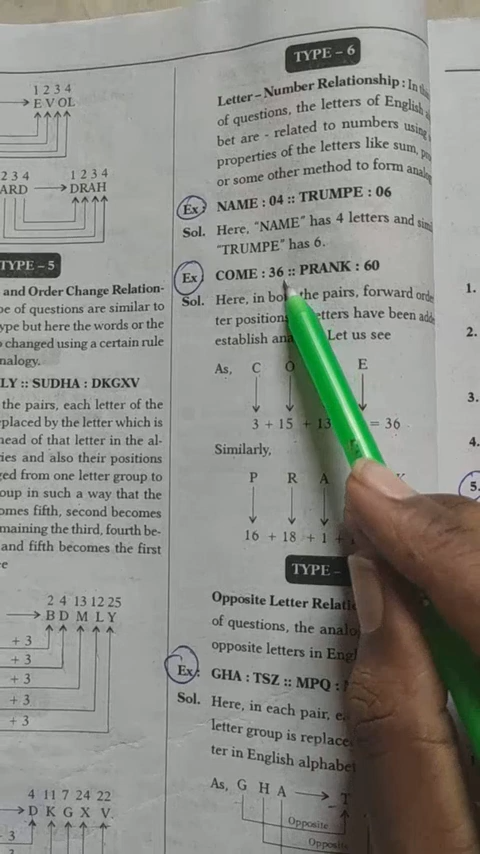 1 2 3 4
E V OL
2 3 4 1 2 3 4
ARD DRAH
TYPE – 5
and Order Change Relation-
pe of questions are similar to
ype but here the words or the
changed using a certain rule
nalogy.
LY :: SUDHA : DKGXV
the pairs, each letter of the
placed by the letter which is
head of that letter in the al-
ies and also their positions
ged from one letter group to
oup in such a way that the
omes fifth, second becomes
maining the third, fourth be-
and fifth becomes the first
e
2 4 13 12 25
B D M L Y
+ 3
+ 3
+ 3
+ 3
+ 3
4 11 7 24 22
D K G X V
3
TYPE – 6
Letter – Number Relationship : In
of questions, the letters of English
bet are - related to numbers using
properties of the letters like sum,
or some other method to form
Ex: NAME : 04 :: TRUMPE : 06
Sol. Here, "NAME" has 4 letters and
"TRUMPE" has 6.
Ex: COME : 36 :: PRANK : 60
Sol. Here, in the pairs, forward
ter position etters have been
establish Let us see
As, C O E
3 + 15 + 13 = 36
Similarly,
P R A
16 + 18 + 1 +
TYPE –
Opposite Letter
of questions, the
opposite letters in
Ex: GHA : TSZ :: MPQ :
Sol. Here, in each pair,
letter group is
ter in English
As, G H A T
Opposite
1.
2.
3.
4.
5.